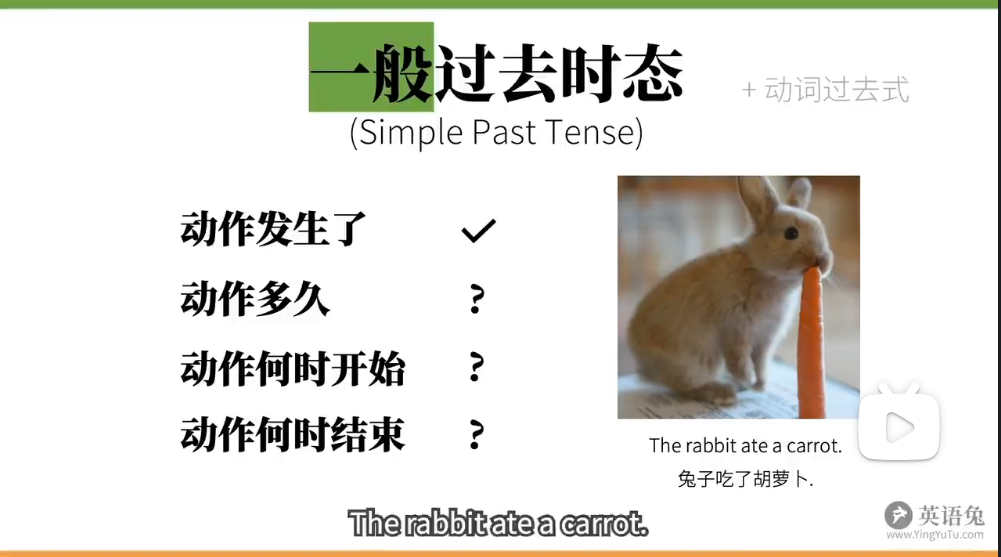 一般过去时态
+ 动词过去式
(Simple Past Tense)
动作发生了 ✓
动作多久 ?
动作何时开始 ?
动作何时结束 ?
The rabbit ate a carrot.
兔子吃了胡萝卜.
The rabbit ate a carrot.
英语兔
www.YingYuTu.com